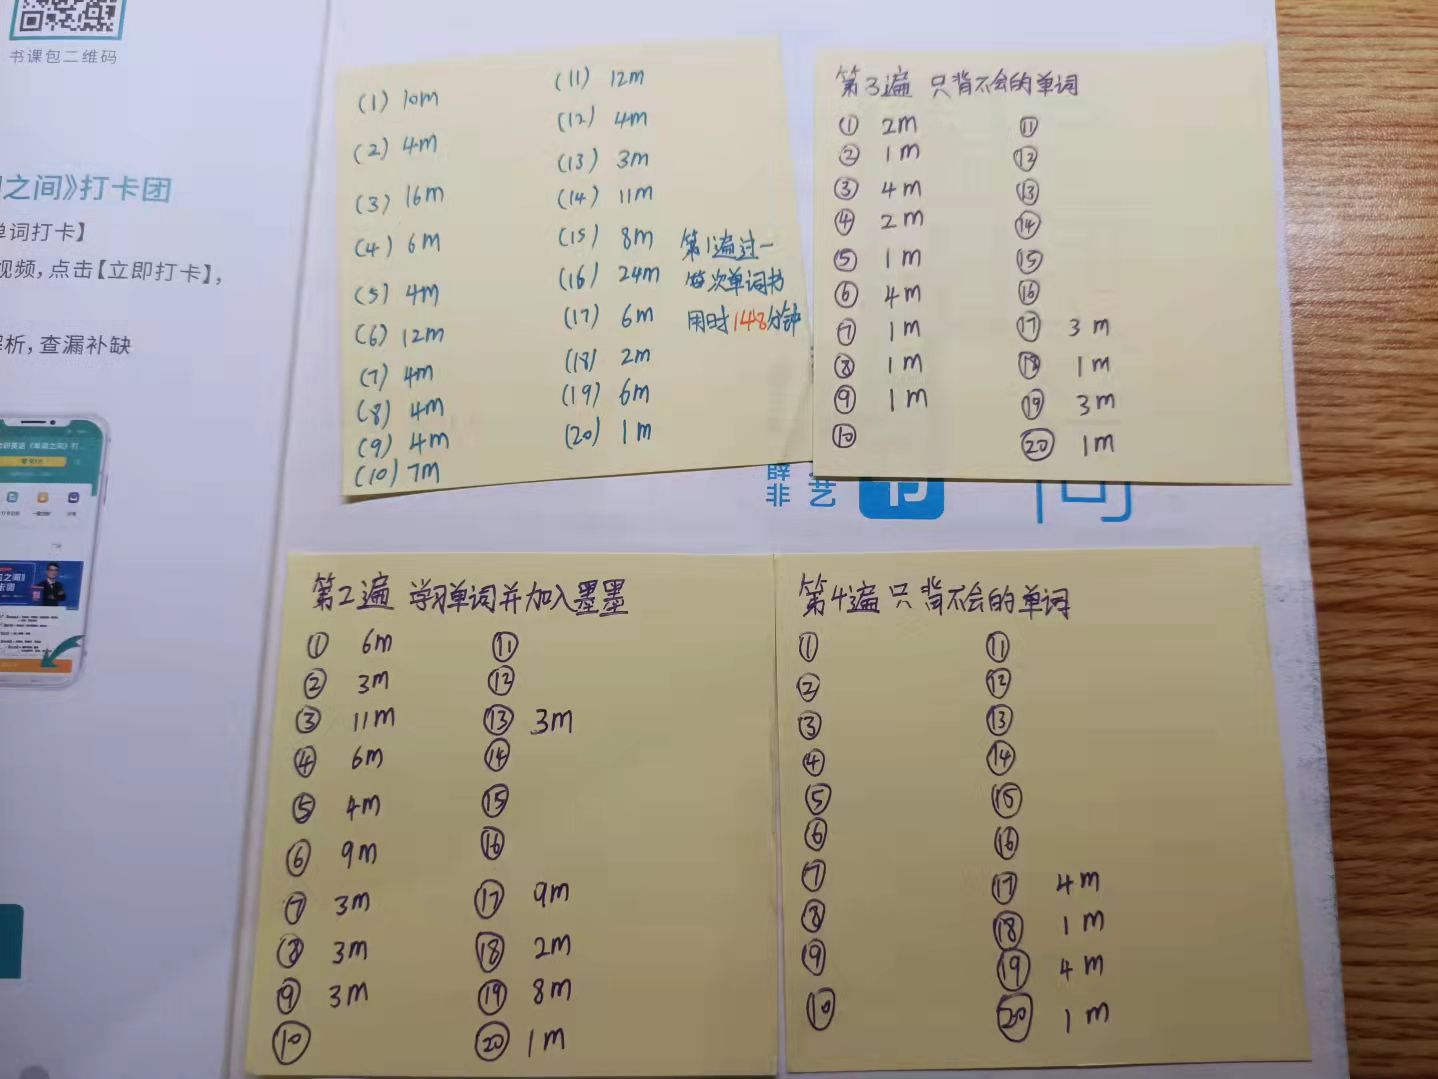 书课包二维码
之间》打卡团
单词打卡】
视频，点击【立即打卡】，
解析，查漏补缺
(1) 10m
(2) 4m
(3) 16m
(4) 6m
(5) 4m
(6) 12m
(7) 4m
(8) 4m
(9) 4m
(10) 7m
(11) 12m
(12) 4m
(13) 3m
(14) 11m
(15) 8m
(16) 24m
(17) 6m
(18) 2m
(19) 6m
(20) 1m
第1遍过一
单词书
用时148分钟
第3遍 只背不会的单词
① 2m
② 1m
③ 4m
④ 2m
⑤ 1m
⑥ 4m
⑦ 1m
⑧ 1m
⑨ 1m
⑩
⑪
⑫
⑬
⑭
⑮
⑯
⑰ 3m
⑱ 1m
⑲ 3m
⑳ 1m
薛非
艺
书
间
第2遍 学习单词并加入墨墨
① 6m
② 3m
③ 11m
④ 6m
⑤ 4m
⑥ 9m
⑦ 3m
⑧ 3m
⑨ 3m
⑩
⑪
⑫
⑬ 3m
⑭
⑮
⑯
⑰ 9m
⑱ 2m
⑲ 8m
⑳ 1m
第4遍 只背不会的单词
①
②
③
④
⑤
⑥
⑦
⑧
⑨
⑩
⑪
⑫
⑬
⑭
⑮
⑯
⑰ 4m
⑱ 1m
⑲ 4m
⑳ 1m